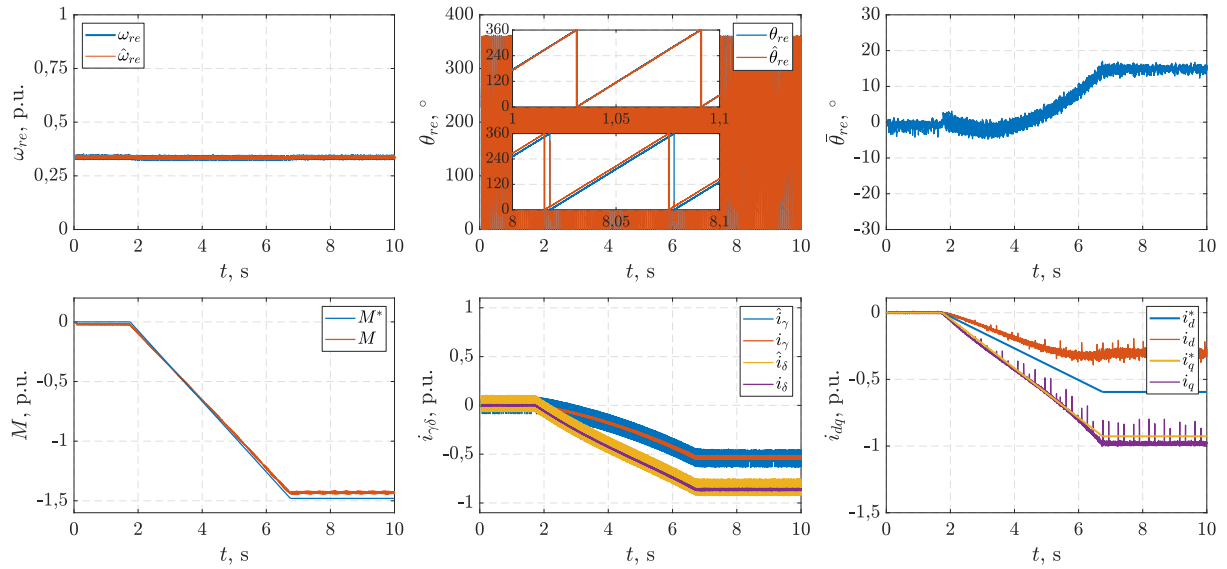 1
0,75
0,5
0,25
0
0 2 4 6 8 10
t, s
ω_re, p.u.
ω_re
ω̂_re
400
300
200
100
0
0 2 4 6 8 10
t, s
θ_re, °
θ_re
θ̂_re
360
240
120
0
1 1,05 1,1
360
240
120
0
8 8,05 8,1
30
20
10
0
-10
-20
-30
0 2 4 6 8 10
t, s
θ̄_re, °
0
-0,5
-1
-1,5
0 2 4 6 8 10
t, s
M, p.u.
M*
M
1
0,5
0
-0,5
-1
0 2 4 6 8 10
t, s
i_γδ, p.u.
î_γ
i_γ
î_δ
i_δ
0
-0,5
-1
-1,5
0 2 4 6 8 10
t, s
i_dq, p.u.
i_d*
i_d
i_q*
i_q